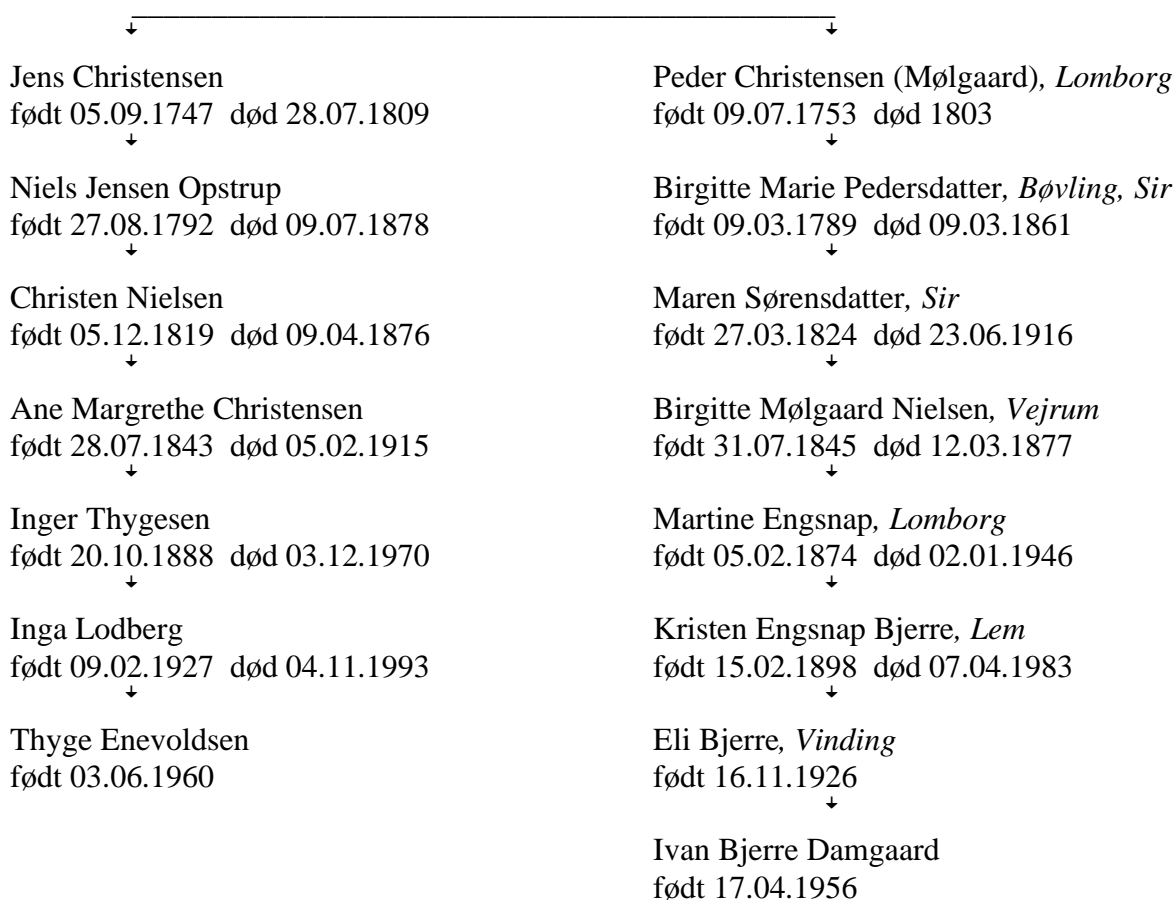 Jens Christensen
født 05.09.1747 død 28.07.1809
Niels Jensen Opstrup
født 27.08.1792 død 09.07.1878
Christen Nielsen
født 05.12.1819 død 09.04.1876
Ane Margrethe Christensen
født 28.07.1843 død 05.02.1915
Inger Thygesen
født 20.10.1888 død 03.12.1970
Inga Lodberg
født 09.02.1927 død 04.11.1993
Thyge Enevoldsen
født 03.06.1960
Peder Christensen (Mølgaard), Lomborg
født 09.07.1753 død 1803
Birgitte Marie Pedersdatter, Bøvling, Sir
født 09.03.1789 død 09.03.1861
Maren Sørensdatter, Sir
født 27.03.1824 død 23.06.1916
Birgitte Mølgaard Nielsen, Vejrum
født 31.07.1845 død 12.03.1877
Martine Engsnap, Lomborg
født 05.02.1874 død 02.01.1946
Kristen Engsnap Bjerre, Lem
født 15.02.1898 død 07.04.1983
Eli Bjerre, Vinding
født 16.11.1926
Ivan Bjerre Damgaard
født 17.04.1956